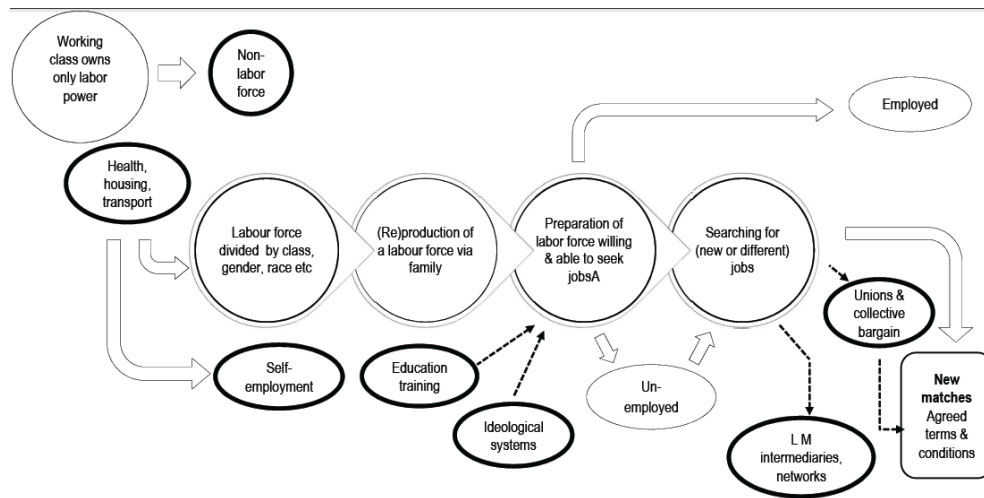 Working
class owns
only labor
power
Non-
labor
force
Employed
Health,
housing,
transport
Labour force
divided by class,
gender, race etc
(Re)production of
a labour force via
family
Preparation of
labor force willing
& able to seek
jobsA
Searching for
(new or different)
jobs
Unions &
collective
bargain
Self-
employment
Education
training
Ideological
systems
Un-
employed
L M
intermediaries,
networks
New
matches
Agreed
terms &
conditions